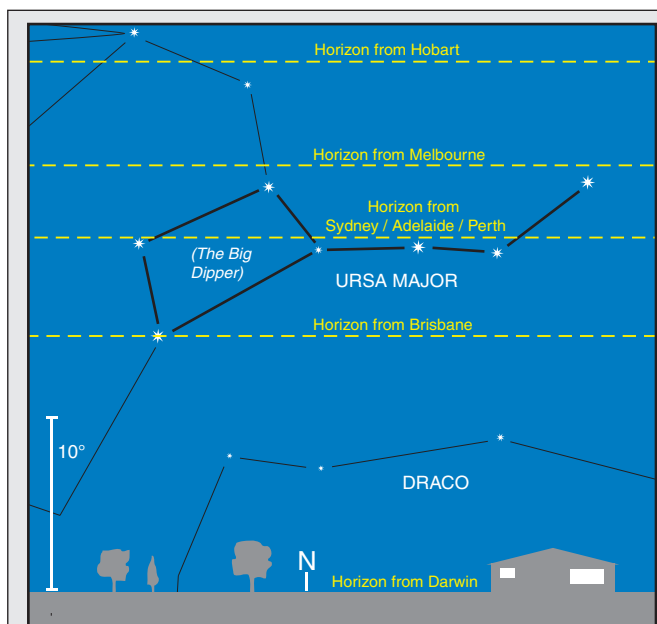 Horizon from Hobart
Horizon from Melbourne
Horizon from
Sydney / Adelaide / Perth
(The Big
Dipper)
URSA MAJOR
Horizon from Brisbane
10°
DRACO
N
Horizon from Darwin